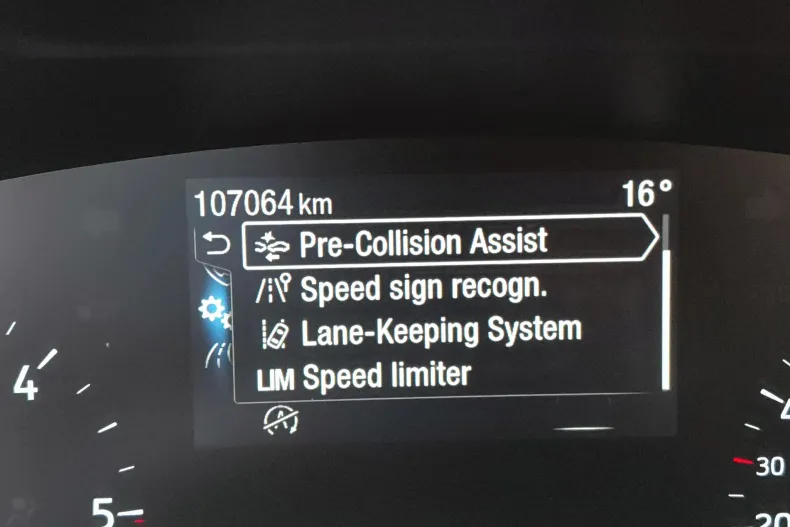 107064 km 16°
Pre-Collision Assist
Speed sign recogn.
Lane-Keeping System
LIM Speed limiter
A
4
5
30